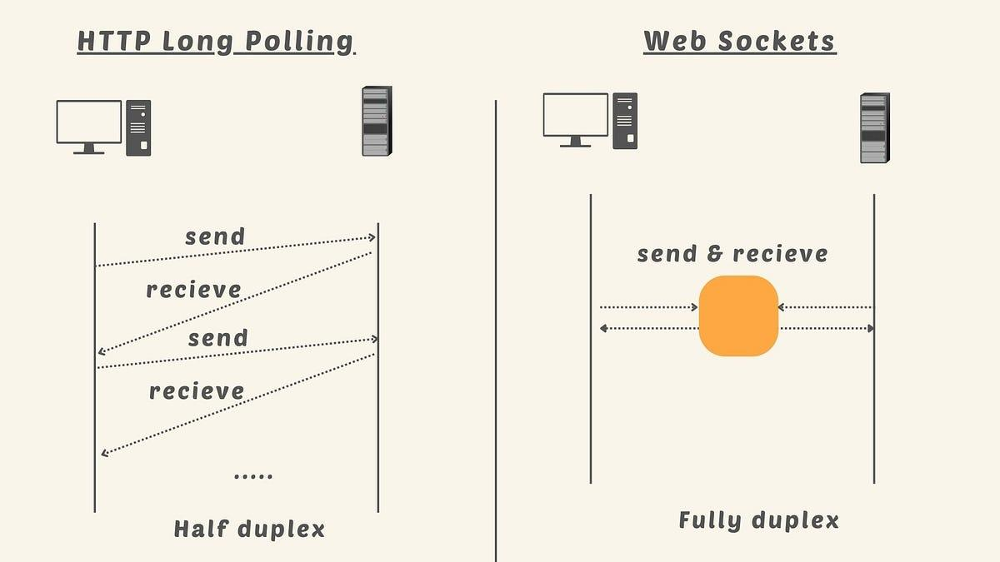 HTTP Long Polling
send
recieve
send
recieve
.....
Half duplex
Web Sockets
send & recieve
Fully duplex